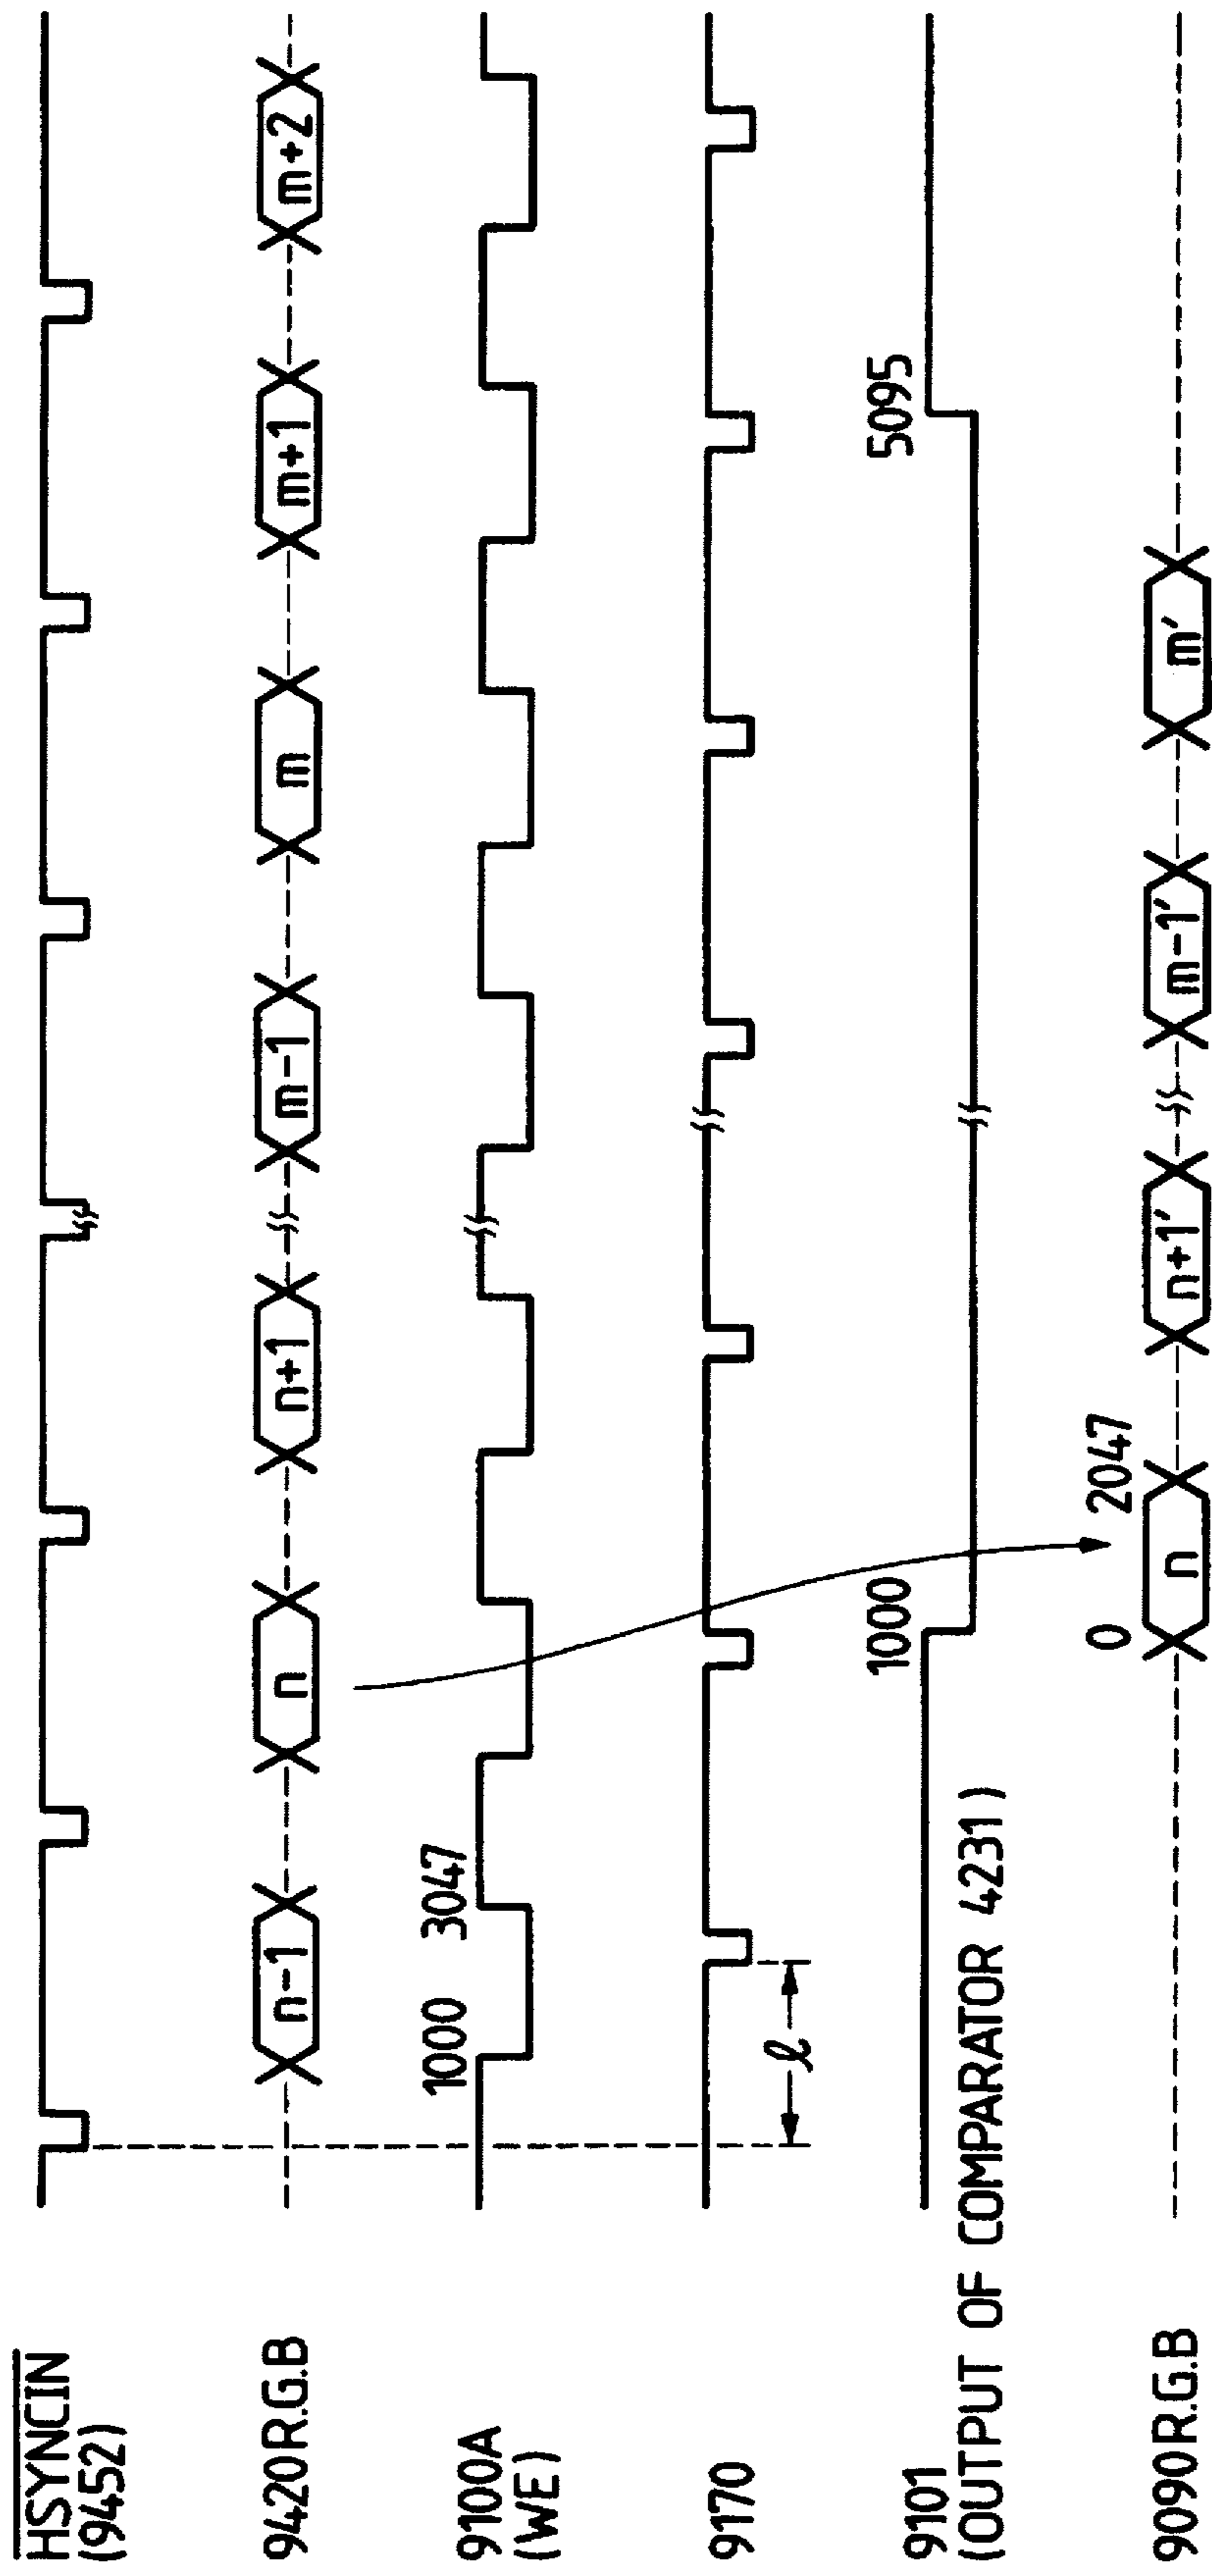 HSYNCIN
(9452)
9420R.G.B
n-1
n
n+1
m-1
m
m+1
m+2
9100A
(WE)
1000
3047
9170
ℓ
9101
(OUTPUT OF COMPARATOR 4231)
1000
5095
9090R.G.B
0
2047
n
n+1′
m-1′
m′